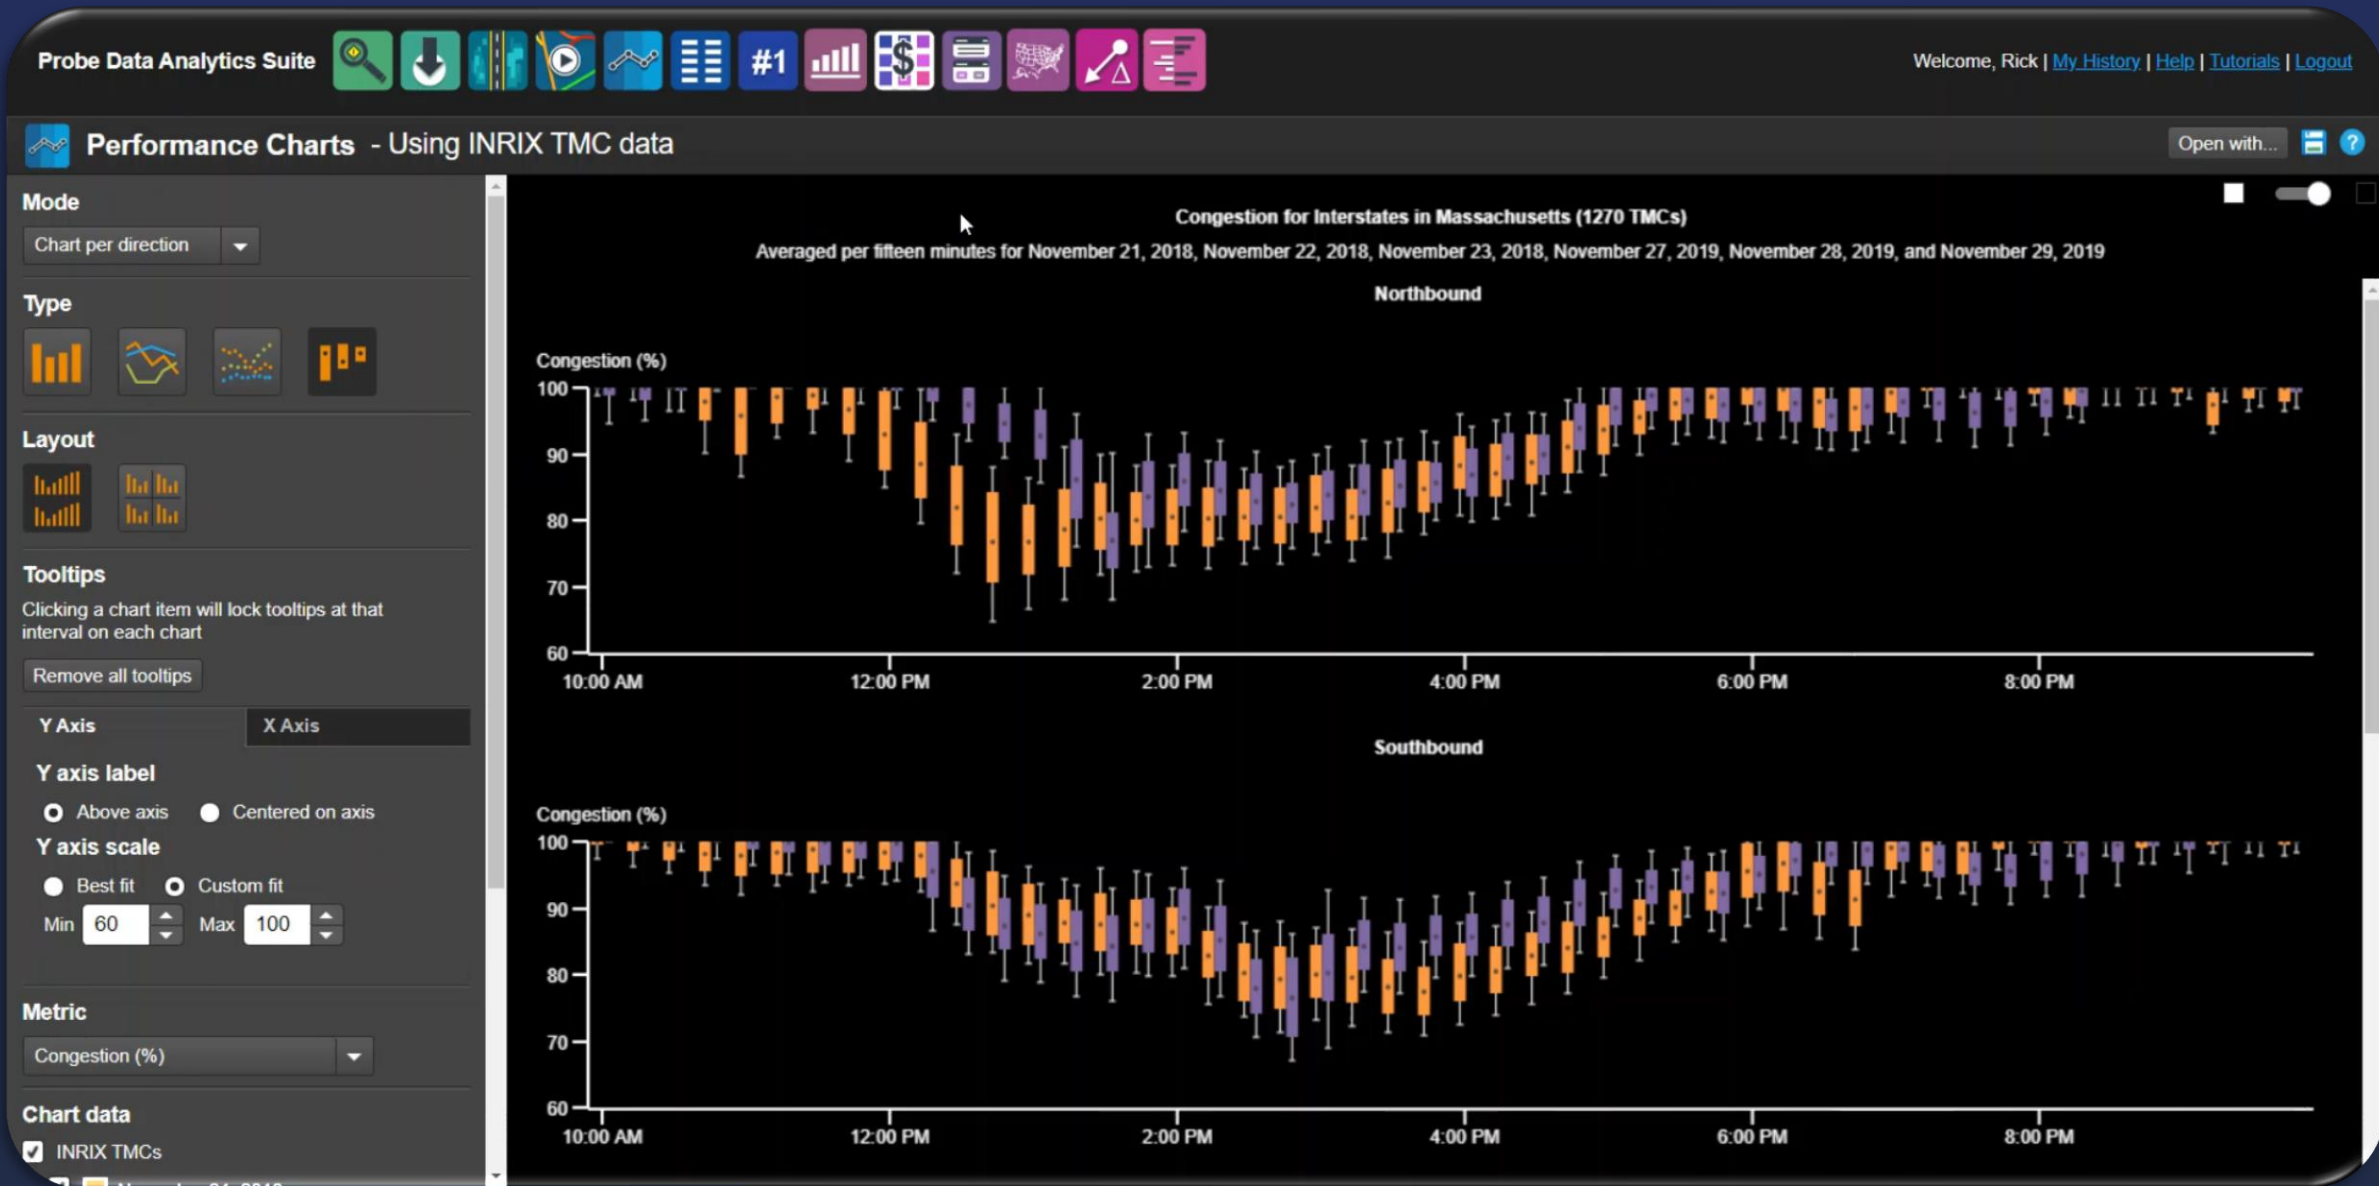 Probe Data Analytics Suite
#1
$
Welcome, Rick | My History | Help | Tutorials | Logout
Performance Charts - Using INRIX TMC data
Open with...
?
Mode
Chart per direction
Type
Layout
Tooltips
Clicking a chart item will lock tooltips at that
interval on each chart
Remove all tooltips
Y Axis
X Axis
Y axis label
Above axis
Centered on axis
Y axis scale
Best fit
Custom fit
Min 60
Max 100
Metric
Congestion (%)
Chart data
INRIX TMCs
Congestion for Interstates in Massachusetts (1270 TMCs)
Averaged per fifteen minutes for November 21, 2018, November 22, 2018, November 23, 2018, November 27, 2019, November 28, 2019, and November 29, 2019
Northbound
Congestion (%)
100
90
80
70
60
10:00 AM 12:00 PM 2:00 PM 4:00 PM 6:00 PM 8:00 PM
Southbound
Congestion (%)
100
90
80
70
60
10:00 AM 12:00 PM 2:00 PM 4:00 PM 6:00 PM 8:00 PM